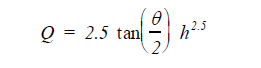 Q = 2.5 tan(θ/2) h^2.5